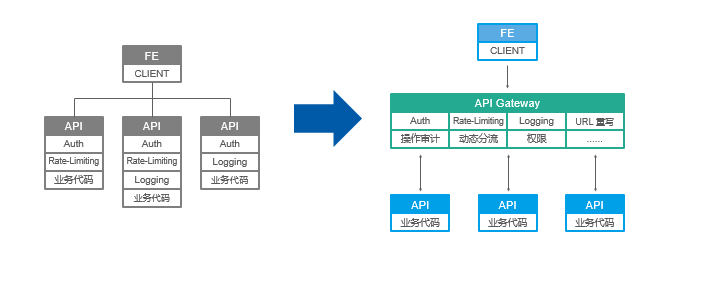 FE
CLIENT
API
Auth
Rate-Limiting
业务代码
API
Auth
Rate-Limiting
Logging
业务代码
API
Auth
Logging
业务代码
FE
CLIENT
API Gateway
Auth
Rate-Limiting
Logging
URL 重写
操作审计
动态分流
权限
......
API
业务代码
API
业务代码
API
业务代码